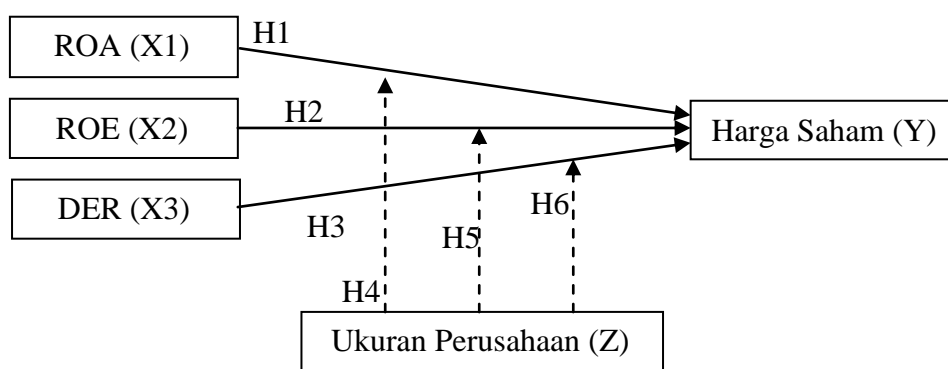 ROA (X1)
H1
ROE (X2)
H2
Harga Saham (Y)
DER (X3)
H3
H6
H5
H4
Ukuran Perusahaan (Z)